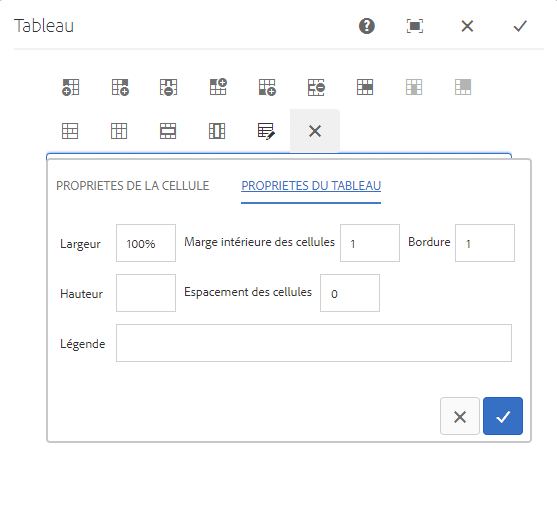 Tableau
PROPRIETES DE LA CELLULE PROPRIETES DU TABLEAU
Largeur 100% Marge intérieure des cellules 1 Bordure 1
Hauteur Espacement des cellules 0
Légende